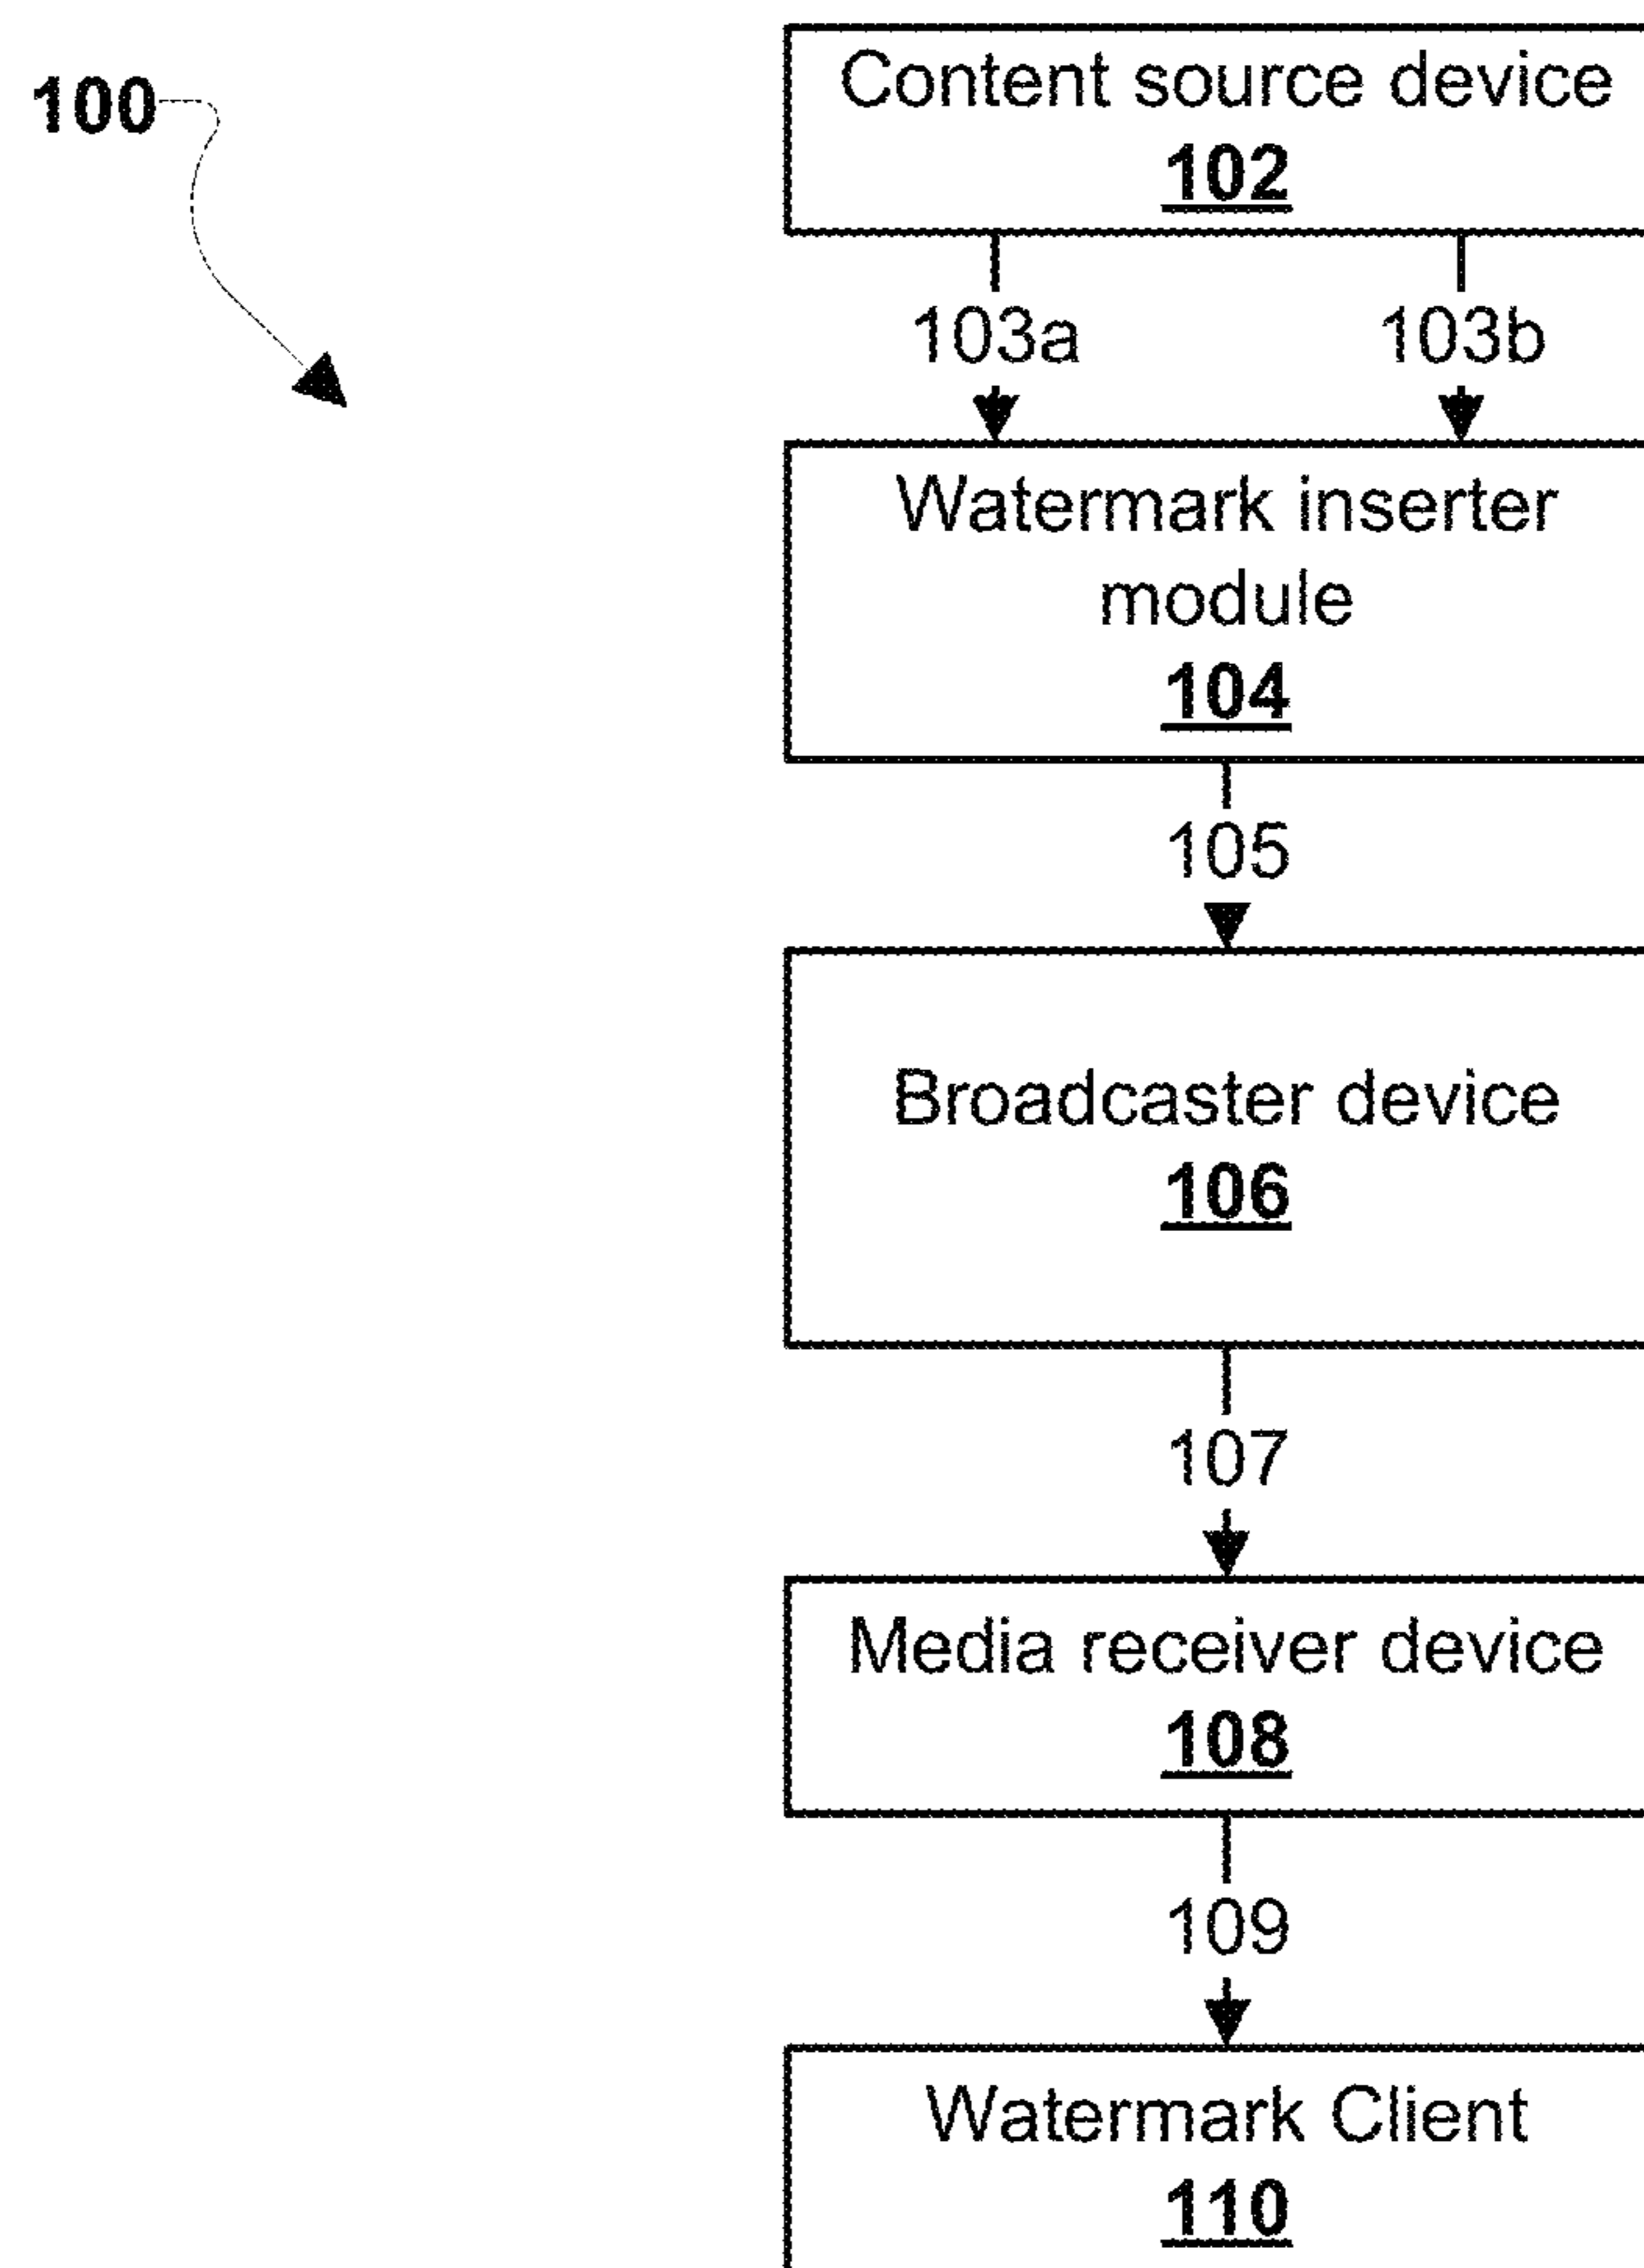 100
Content source device
102
103a 103b
Watermark inserter
module
104
105
Broadcaster device
106
107
Media receiver device
108
109
Watermark Client
110